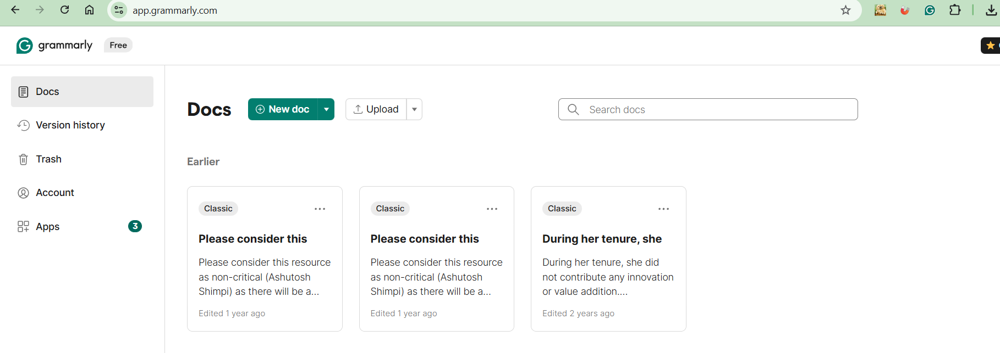 app.grammarly.com
grammarly Free
Docs
Version history
Trash
Account
Apps 3
Docs New doc Upload Search docs
Earlier
Classic
Please consider this
Please consider this resource
as non-critical (Ashutosh
Shimpi) as there will be a...
Edited 1 year ago
Classic
Please consider this
Please consider this resource
as non-critical (Ashutosh
Shimpi) as there will be a...
Edited 1 year ago
Classic
During her tenure, she
During her tenure, she did
not contribute any innovation
or value addition....
Edited 2 years ago